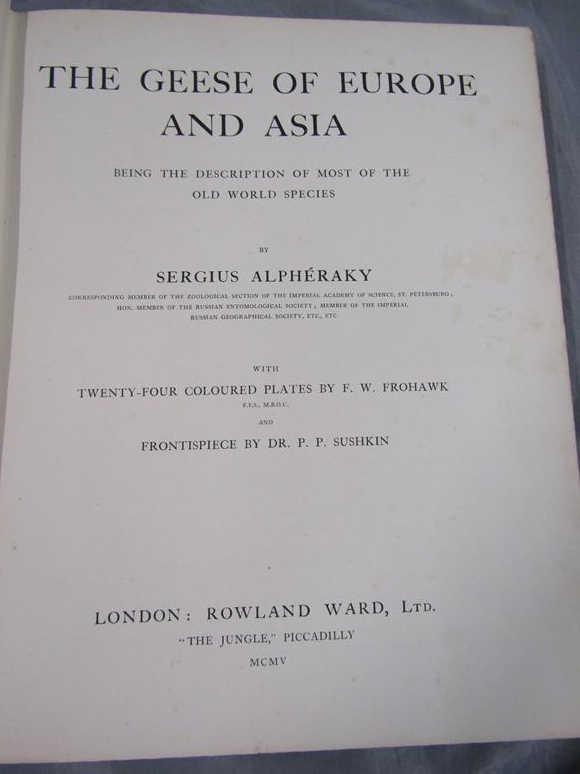 THE GEESE OF EUROPE
AND ASIA
BEING THE DESCRIPTION OF MOST OF THE
OLD WORLD SPECIES
BY
SERGIUS ALPHÉRAKY
CORRESPONDING MEMBER OF THE ZOOLOGICAL SECTION OF THE IMPERIAL ACADEMY OF SCIENCE, ST. PETERSBURG;
HON. MEMBER OF THE RUSSIAN ENTOMOLOGICAL SOCIETY; MEMBER OF THE IMPERIAL
RUSSIAN GEOGRAPHICAL SOCIETY, ETC., ETC.
WITH
TWENTY-FOUR COLOURED PLATES BY F. W. FROHAWK
F.E.S., M.B.O.U.
AND
FRONTISPIECE BY DR. P. P. SUSHKIN
LONDON: ROWLAND WARD, LTD.
"THE JUNGLE," PICCADILLY
MCMV